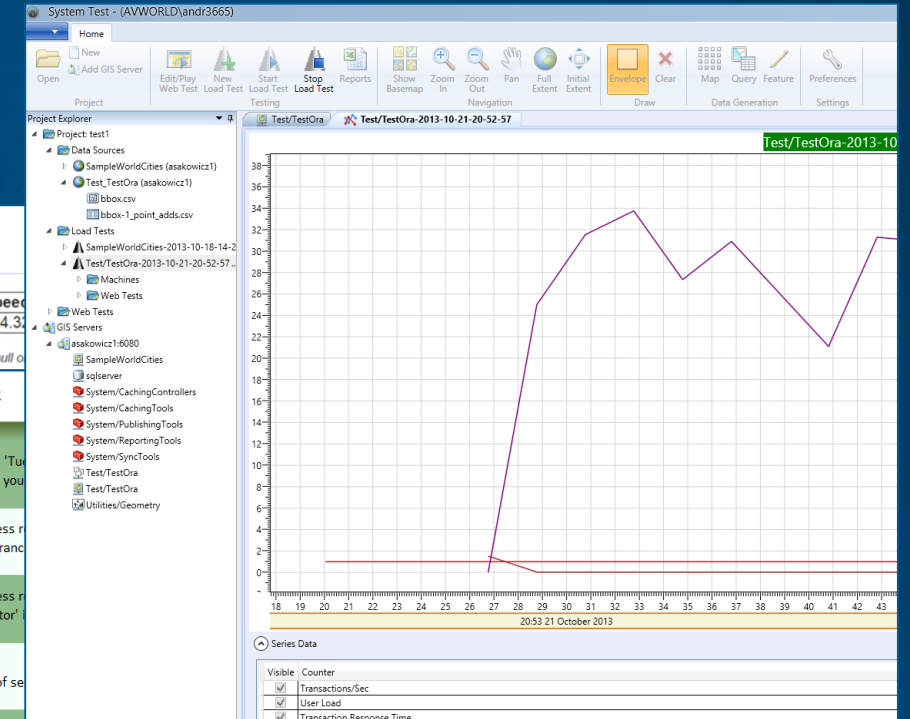 System Test - (AVWORLD\andr3665)
Home
Open
New
Add GIS Server
Project
Edit/Play Web Test
New Load Test
Start Load Test
Stop Load Test
Reports
Testing
Show Basemap
Zoom In
Zoom Out
Pan
Full Extent
Initial Extent
Navigation
Envelope
Clear
Draw
Map
Query
Feature
Data Generation
Preferences
Settings
Project Explorer
Project: test1
Data Sources
SampleWorldCities (asakowicz1)
Test_TestOra (asakowicz1)
bbox.csv
bbox-1_point_adds.csv
Load Tests
SampleWorldCities-2013-10-18-14-2
Test/TestOra-2013-10-21-20-52-57...
Machines
Web Tests
Web Tests
GIS Servers
asakowicz1:6080
SampleWorldCities
sqlserver
System/CachingControllers
System/CachingTools
System/PublishingTools
System/ReportingTools
System/SyncTools
Test/TestOra
Test/TestOra
Utilities/Geometry
Test/TestOra
Test/TestOra-2013-10-21-20-52-57
Test/TestOra-2013-10
38
36
34
32
30
28
26
24
22
20
18
16
14
12
10
8
6
4
2
0
18 19 20 21 22 23 24 25 26 27 28 29 30 31 32 33 34 35 36 37 38 39 40 41 42 43
20:53 21 October 2013
Series Data
Visible Counter
Transactions/Sec
User Load
Transaction Response Time
4.32
'Tue
you
of se